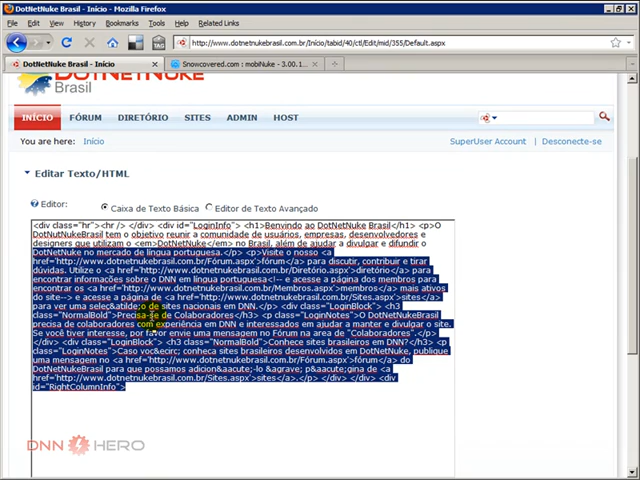 DotNetNuke Brasil - Início - Mozilla Firefox
File Edit View History Bookmarks Tools Help Related Links
http://www.dotnetnukebrasil.com.br/Início/tabid/40/ctl/Edit/mid/355/Default.aspx
DotNetNuke Brasil - Início
Snowcovered.com : mobiNuke - 3.00.1...
DOTNETNUKE
Brasil
INÍCIO FÓRUM DIRETÓRIO SITES ADMIN HOST
You are here: Início
SuperUser Account | Desconecte-se
Editar Texto/HTML
Editor: Caixa de Texto Básica Editor de Texto Avançado
<div class="hr"><hr /> </div> <div id="LoginInfo"> <h1>Benvindo ao DotNetNuke Brasil</h1> <p>O
DotNutNukeBrasil tem o objetivo reunir a comunidade de usuários, empresas, desenvolvedores e
designers que utilizam o <em>DotNetNuke</em> no Brasil, além de ajudar a divulgar e difundir o
DotNetNuke no mercado de língua portuguesa.</p> <p>Visite o nosso <a
href='http://www.dotnetnukebrasil.com.br/Fórum.aspx'>fórum</a> para discutir, contribuir e tirar
dúvidas. Utilize o <a href='http://www.dotnetnukebrasil.com.br/Diretório.aspx'>diretório</a> para
encontrar informações sobre o DNN em língua portuguesa<!-- e acesse a página dos membros para
encontrar os <a href='http://www.dotnetnukebrasil.com.br/Membros.aspx'>membros</a> mais ativos
do site--> e acesse a página de <a href='http://www.dotnetnukebrasil.com.br/Sites.aspx'>sites</a>
para ver uma sele&ccedil;&atilde;o de sites nacionais em DNN.</p> <div class="LoginBlock"> <h3
class="NormalBold">Precisa-se de Colaboradores</h3> <p class="LoginNotes">O DotNetNukeBrasil
precisa de colaboradores com experiência em DNN e interessados em ajudar a manter e divulgar o site.
Se você tiver interesse, por favor envie uma mensagem no Fórum na area de "Colaboradores".</p>
</div> <div class="LoginBlock"> <h3 class="NormalBold">Conhece sites brasileiros em DNN?</h3> <p
class="LoginNotes">Caso voc&ecirc; conheça sites brasileiros desenvolvidos em DotNetNuke, publique
uma mensagem no <a href='http://www.dotnetnukebrasil.com.br/Fórum.aspx'>fórum</a> do
DotNetNukeBrasil para que possamos adicion&aacute;-lo &agrave; p&aacute;gina de <a
href='http://www.dotnetnukebrasil.com.br/Sites.aspx'>sites</a>.</p> </div> </div> <div
id="RightColumnInfo">
DNN HERO